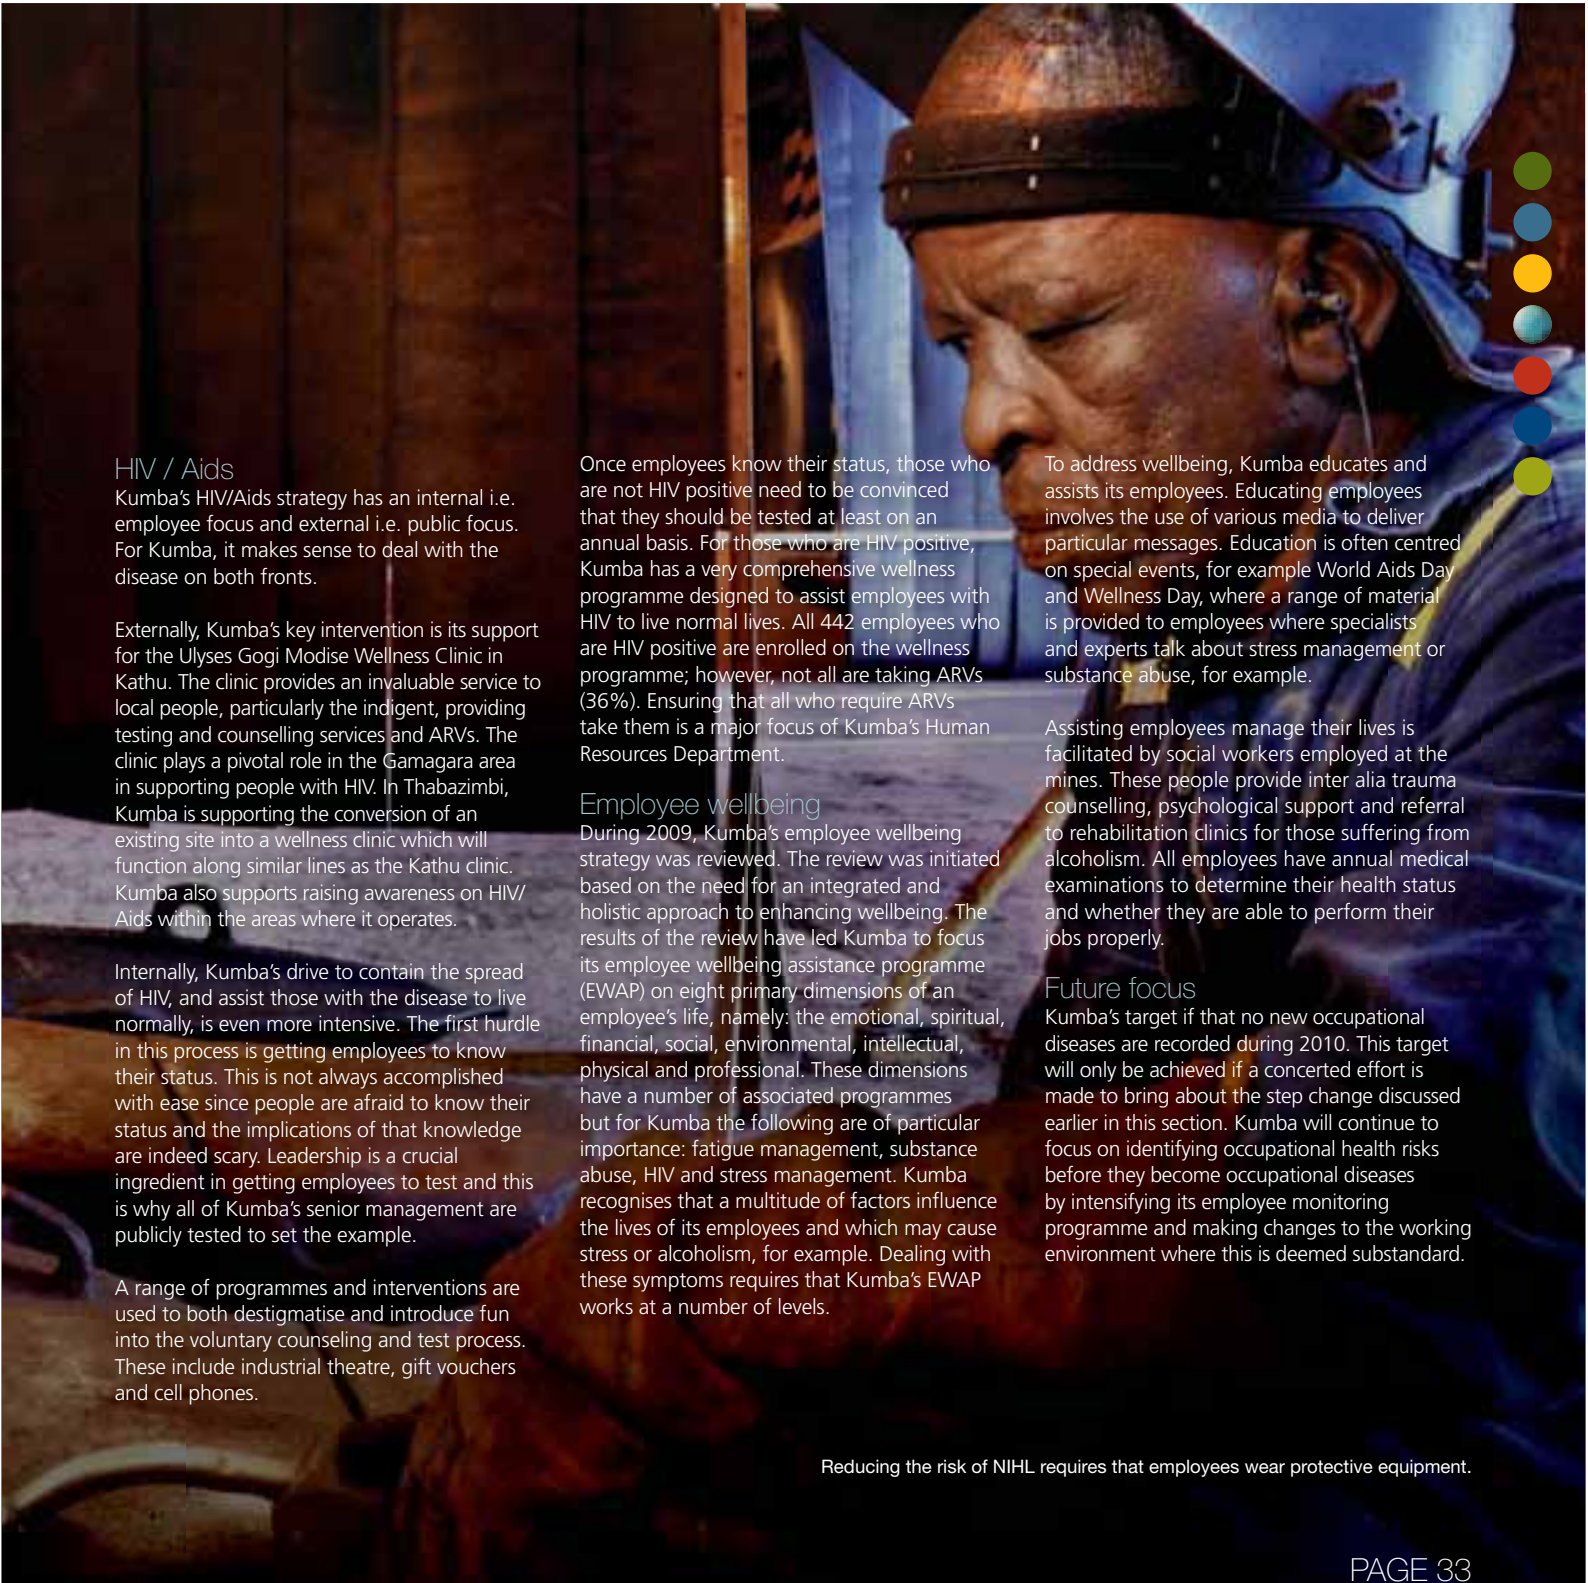 HIV / Aids
Kumba’s HIV/Aids strategy has an internal i.e.
employee focus and external i.e. public focus.
For Kumba, it makes sense to deal with the
disease on both fronts.
Externally, Kumba’s key intervention is its support
for the Ulyses Gogi Modise Wellness Clinic in
Kathu. The clinic provides an invaluable service to
local people, particularly the indigent, providing
testing and counselling services and ARVs. The
clinic plays a pivotal role in the Gamagara area
in supporting people with HIV. In Thabazimbi,
Kumba is supporting the conversion of an
existing site into a wellness clinic which will
function along similar lines as the Kathu clinic.
Kumba also supports raising awareness on HIV/
Aids within the areas where it operates.
Internally, Kumba’s drive to contain the spread
of HIV, and assist those with the disease to live
normally, is even more intensive. The first hurdle
in this process is getting employees to know
their status. This is not always accomplished
with ease since people are afraid to know their
status and the implications of that knowledge
are indeed scary. Leadership is a crucial
ingredient in getting employees to test and this
is why all of Kumba’s senior management are
publicly tested to set the example.
A range of programmes and interventions are
used to both destigmatise and introduce fun
into the voluntary counseling and test process.
These include industrial theatre, gift vouchers
and cell phones.
Once employees know their status, those who
are not HIV positive need to be convinced
that they should be tested at least on an
annual basis. For those who are HIV positive,
Kumba has a very comprehensive wellness
programme designed to assist employees with
HIV to live normal lives. All 442 employees who
are HIV positive are enrolled on the wellness
programme; however, not all are taking ARVs
(36%). Ensuring that all who require ARVs
take them is a major focus of Kumba’s Human
Resources Department.
Employee wellbeing
During 2009, Kumba’s employee wellbeing
strategy was reviewed. The review was initiated
based on the need for an integrated and
holistic approach to enhancing wellbeing. The
results of the review have led Kumba to focus
its employee wellbeing assistance programme
(EWAP) on eight primary dimensions of an
employee’s life, namely: the emotional, spiritual,
financial, social, environmental, intellectual,
physical and professional. These dimensions
have a number of associated programmes
but for Kumba the following are of particular
importance: fatigue management, substance
abuse, HIV and stress management. Kumba
recognises that a multitude of factors influence
the lives of its employees and which may cause
stress or alcoholism, for example. Dealing with
these symptoms requires that Kumba’s EWAP
works at a number of levels.
To address wellbeing, Kumba educates and
assists its employees. Educating employees
involves the use of various media to deliver
particular messages. Education is often centred
on special events, for example World Aids Day
and Wellness Day, where a range of material
is provided to employees where specialists
and experts talk about stress management or
substance abuse, for example.
Assisting employees manage their lives is
facilitated by social workers employed at the
mines. These people provide inter alia trauma
counselling, psychological support and referral
to rehabilitation clinics for those suffering from
alcoholism. All employees have annual medical
examinations to determine their health status
and whether they are able to perform their
jobs properly.
Future focus
Kumba’s target if that no new occupational
diseases are recorded during 2010. This target
will only be achieved if a concerted effort is
made to bring about the step change discussed
earlier in this section. Kumba will continue to
focus on identifying occupational health risks
before they become occupational diseases
by intensifying its employee monitoring
programme and making changes to the working
environment where this is deemed substandard.
Reducing the risk of NIHL requires that employees wear protective equipment.
PAGE 33